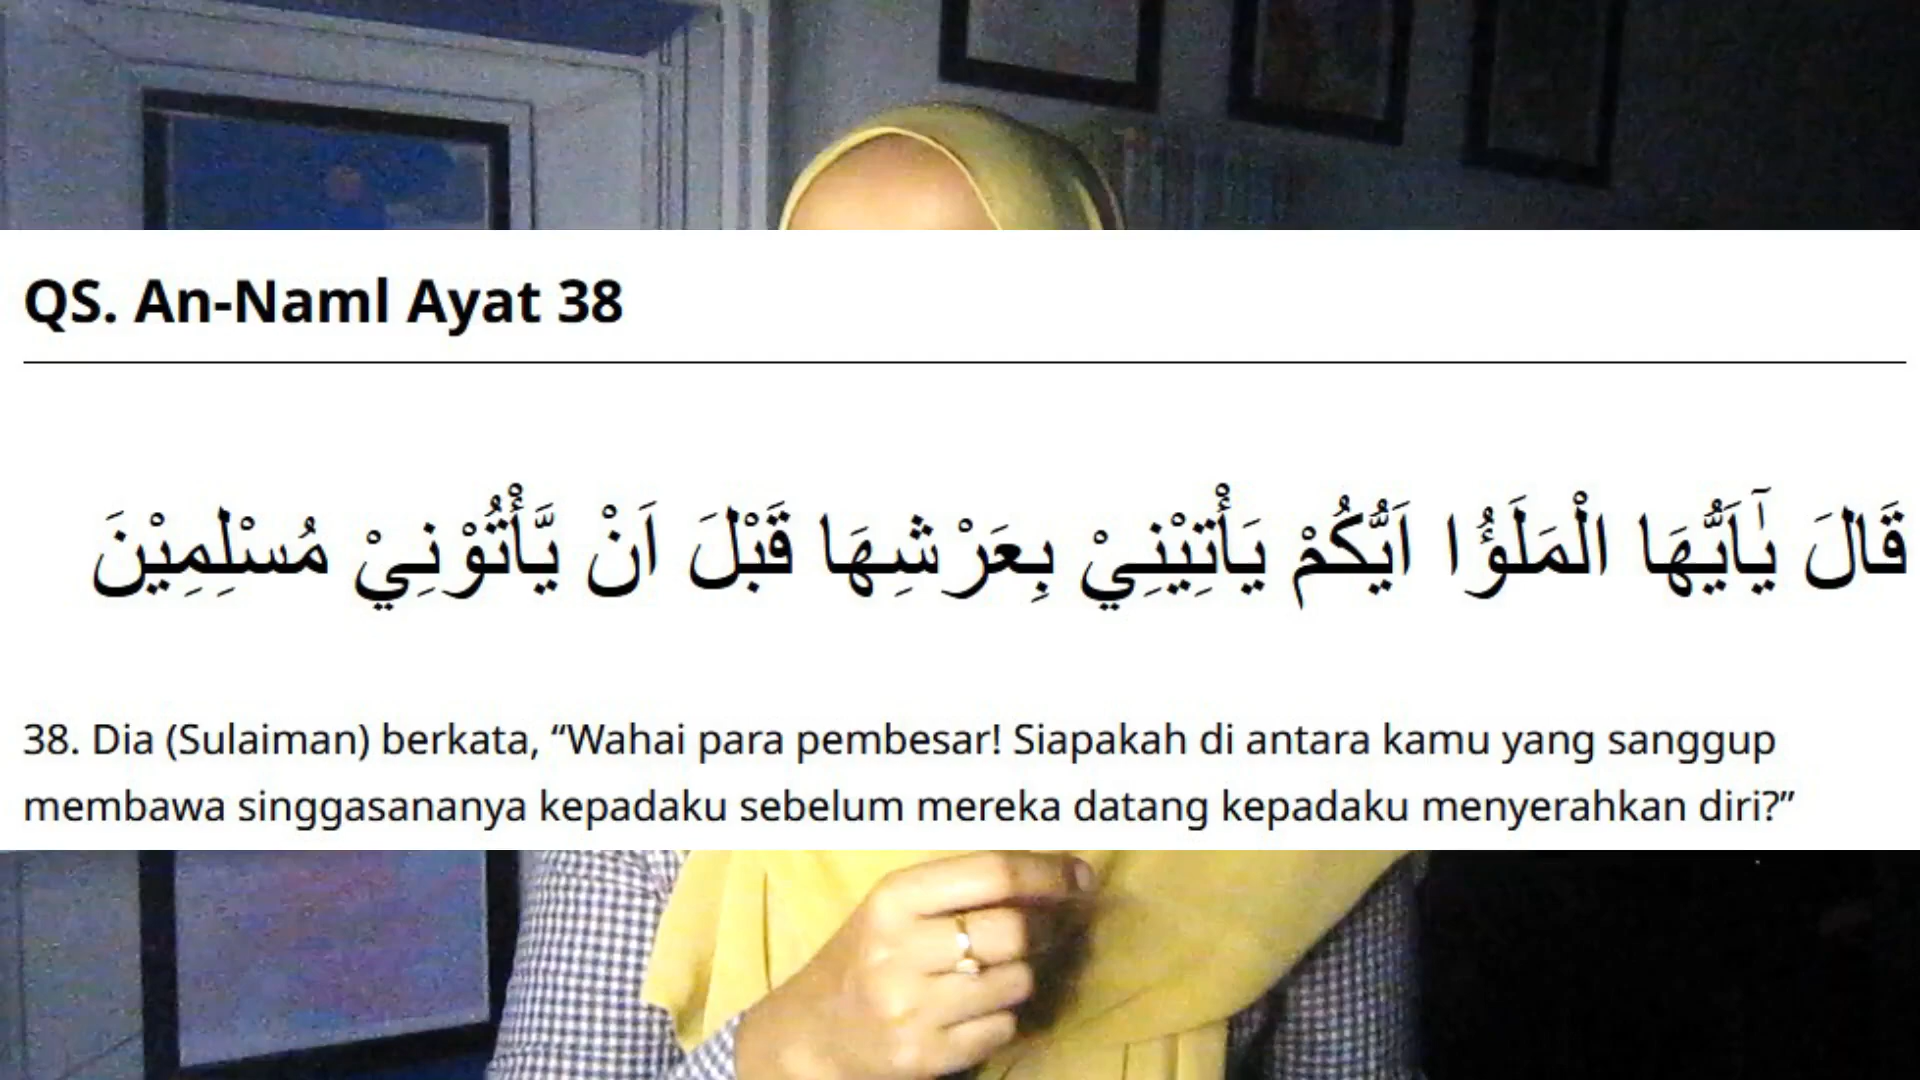 QS. An-Naml Ayat 38
قَالَ يٰٓاَيُّهَا الْمَلَؤُا اَيُّكُمْ يَأْتِيْنِيْ بِعَرْشِهَا قَبْلَ اَنْ يَّأْتُوْنِيْ مُسْلِمِيْنَ
38. Dia (Sulaiman) berkata, “Wahai para pembesar! Siapakah di antara kamu yang sanggup
membawa singgasananya kepadaku sebelum mereka datang kepadaku menyerahkan diri?”